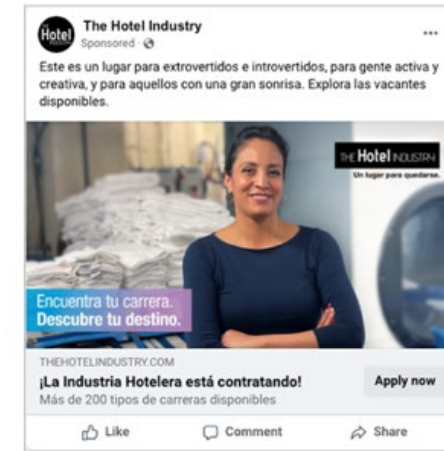 THE Hotel INDUSTRY
The Hotel Industry
Sponsored ·
Este es un lugar para extrovertidos e introvertidos, para gente activa y
creativa, y para aquellos con una gran sonrisa. Explora las vacantes
disponibles.
THE Hotel INDUSTRY
Un lugar para quedarse.
Encuentra tu carrera.
Descubre tu destino.
THEHOTELINDUSTRY.COM
¡La Industria Hotelera está contratando!
Más de 200 tipos de carreras disponibles
Apply now
Like
Comment
Share